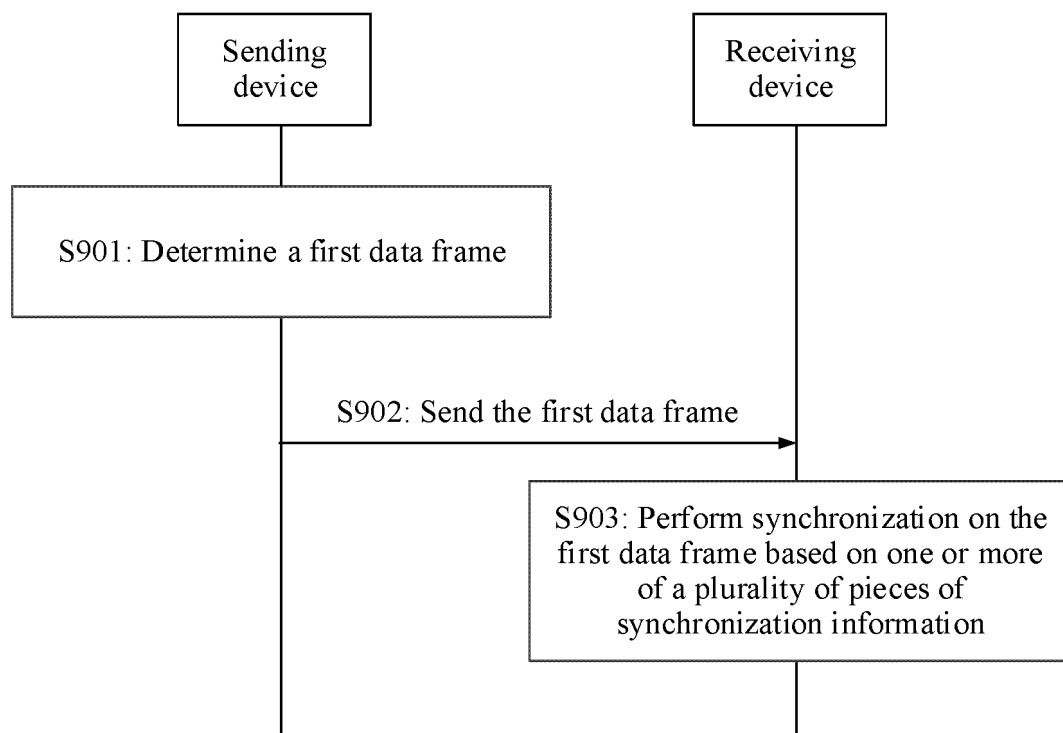 Sending
device
Receiving
device
S901: Determine a first data frame
S902: Send the first data frame
S903: Perform synchronization on the
first data frame based on one or more
of a plurality of pieces of
synchronization information